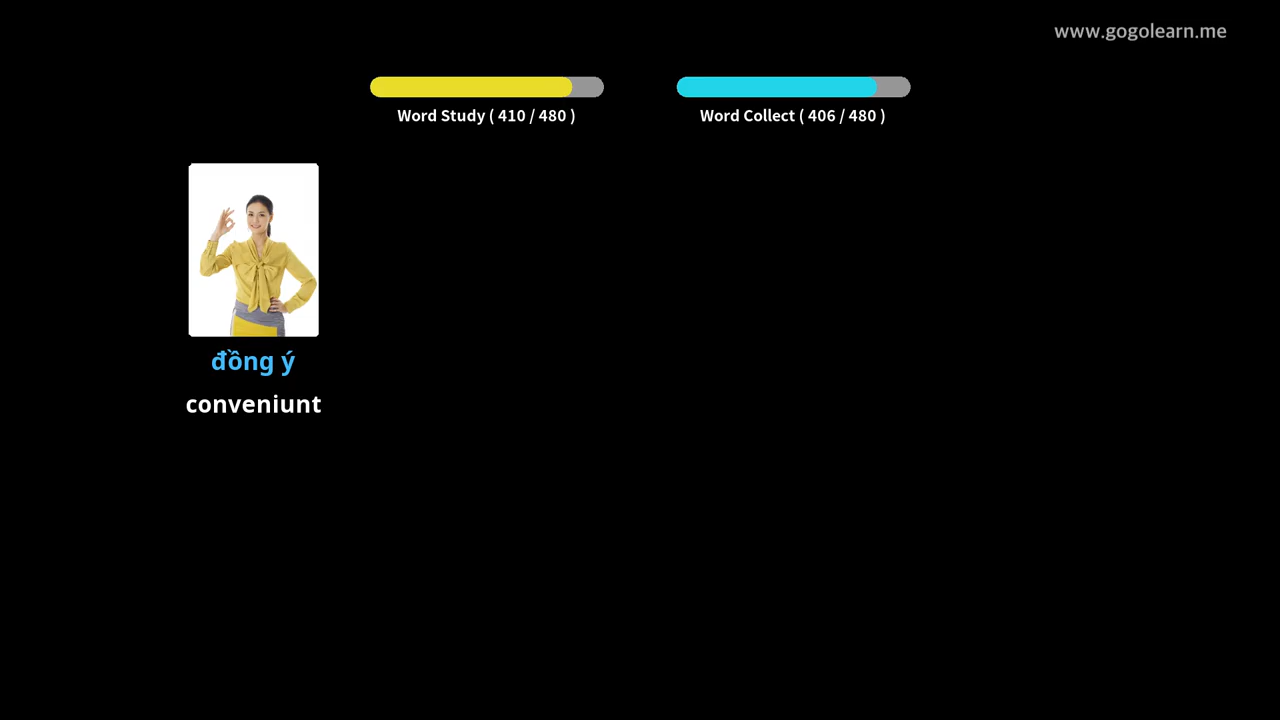 www.gogolearn.me
Word Study ( 410 / 480 )
Word Collect ( 406 / 480 )
đồng ý
conveniunt